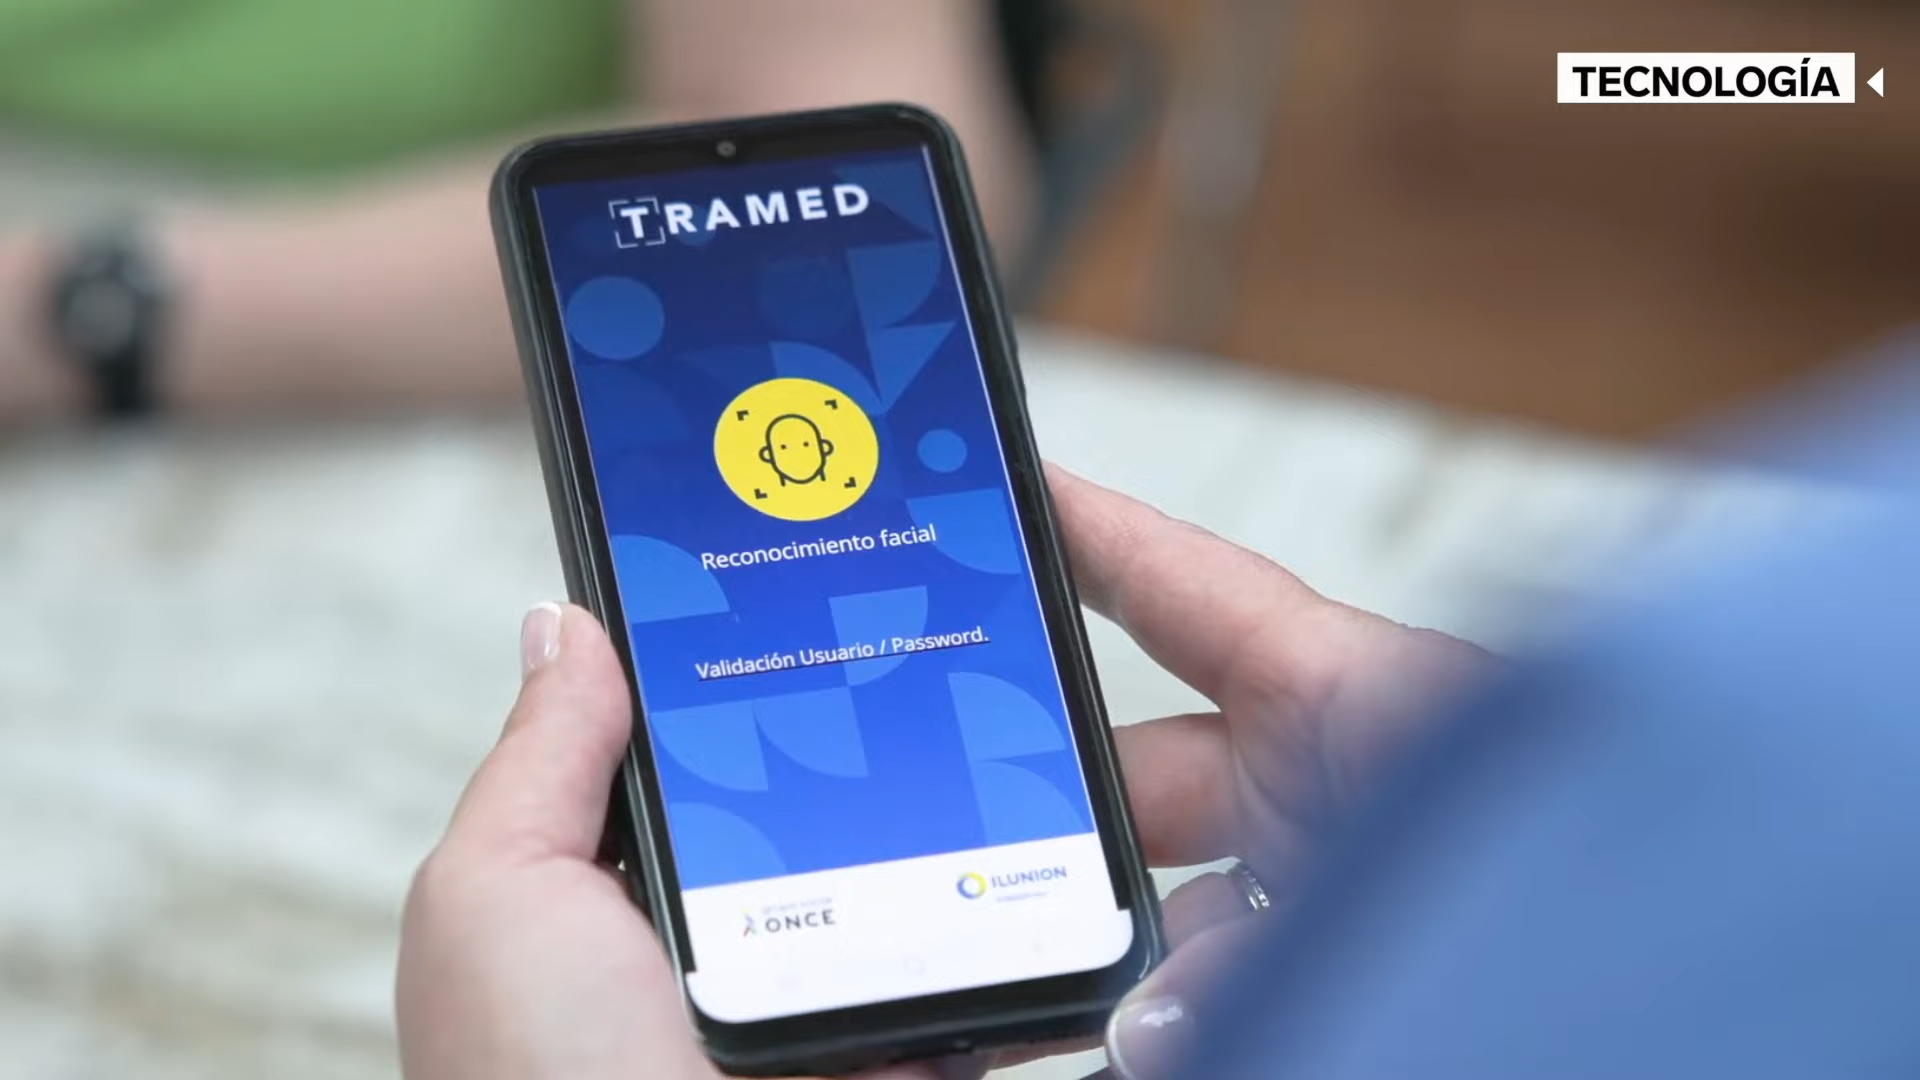 TECNOLOGÍA
TRAMED
Reconocimiento facial
Validación Usuario / Password.
ONCE
ILUNION